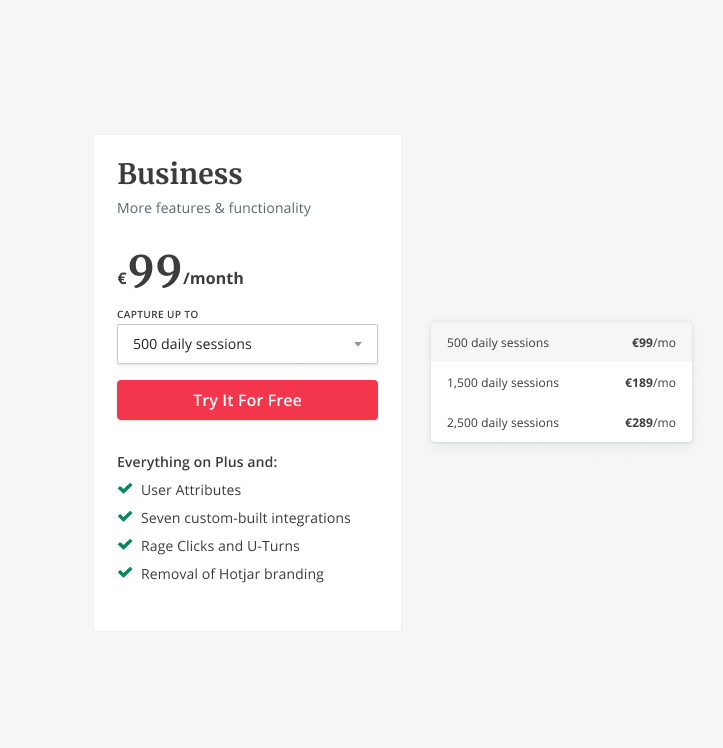 Business
More features & functionality
€99/month
CAPTURE UP TO
500 daily sessions
Try It For Free
Everything on Plus and:
User Attributes
Seven custom-built integrations
Rage Clicks and U-Turns
Removal of Hotjar branding
500 daily sessions €99/mo
1,500 daily sessions €189/mo
2,500 daily sessions €289/mo